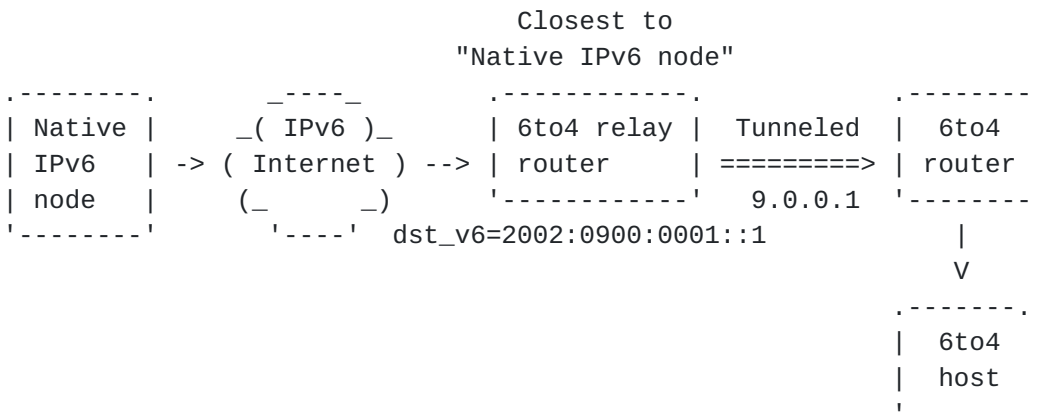 Closest to
                              "Native IPv6 node"
.--------.       _----_         .------------.            .--------
| Native |     _( IPv6 )_       | 6to4 relay |  Tunneled  |  6to4
| IPv6   | -> ( Internet ) -->  | router     | =========> | router
| node   |     (_      _)       '------------'   9.0.0.1  '--------
'--------'       '----'  dst_v6=2002:0900:0001::1             |
                                                              V
                                                          .-------.
                                                          |  6to4
                                                          |  host
                                                          '